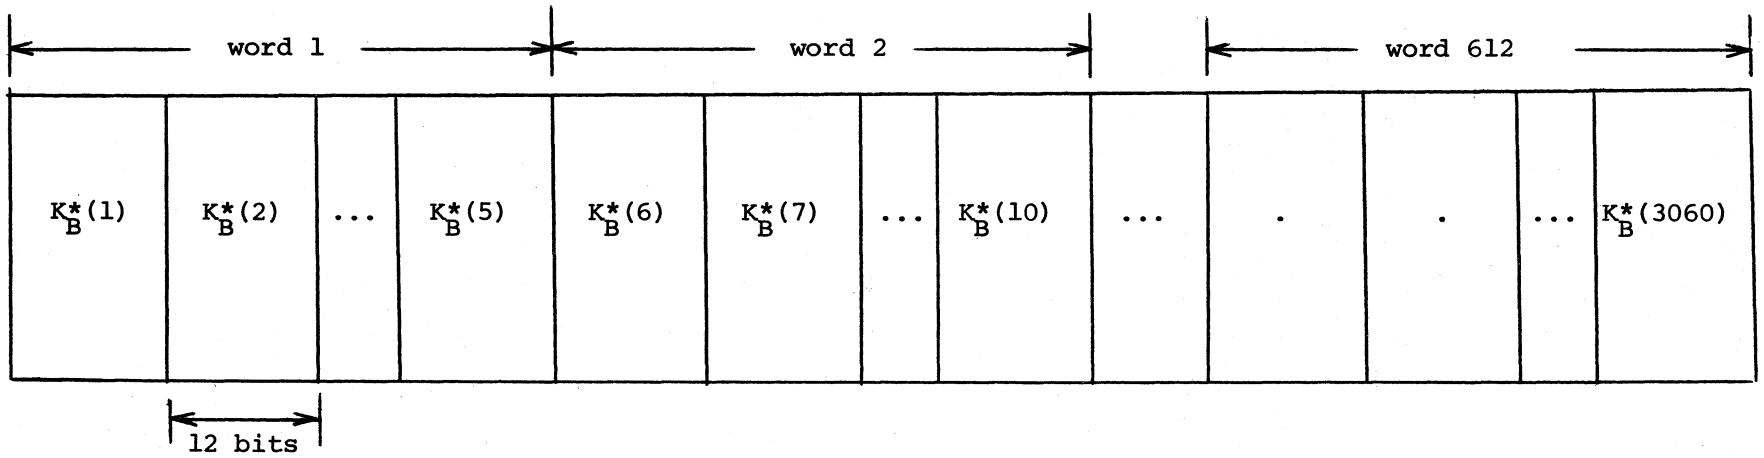 word 1 word 2 word 612
K*B(1) K*B(2) ... K*B(5) K*B(6) K*B(7) ... K*B(10) ... . . ... K*B(3060)
12 bits